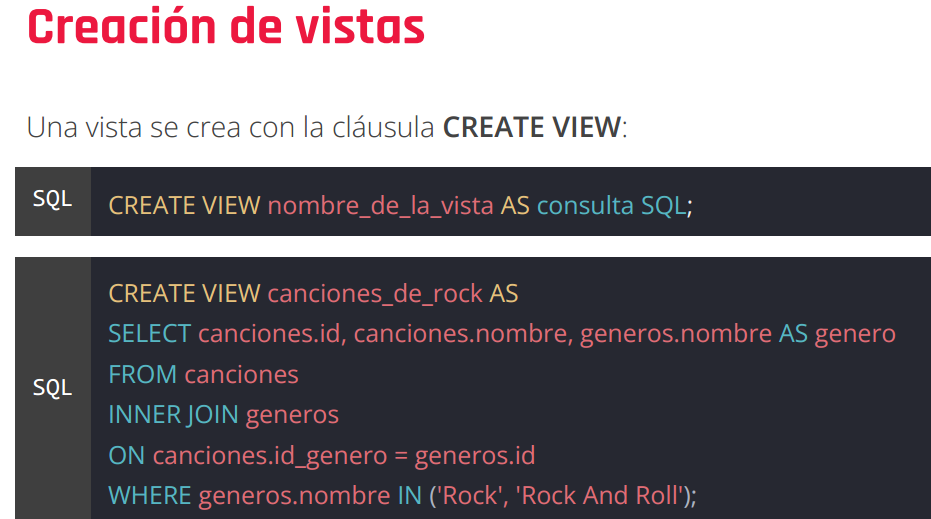 Creación de vistas
Una vista se crea con la cláusula CREATE VIEW:
SQL
CREATE VIEW nombre_de_la_vista AS consulta SQL;
SQL
CREATE VIEW canciones_de_rock AS
SELECT canciones.id, canciones.nombre, generos.nombre AS genero
FROM canciones
INNER JOIN generos
ON canciones.id_genero = generos.id
WHERE generos.nombre IN ('Rock', 'Rock And Roll');